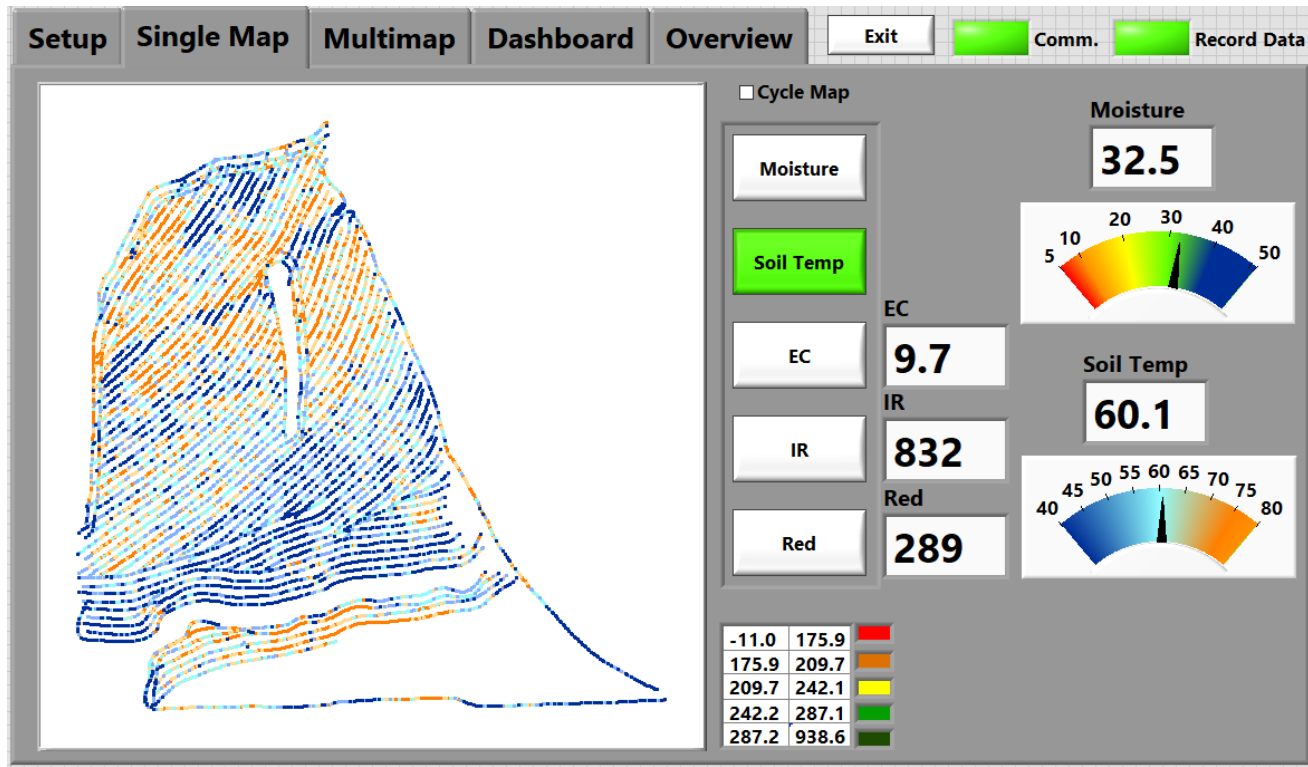 Setup Single Map Multimap Dashboard Overview Exit Comm. Record Data
Cycle Map
Moisture
Soil Temp
EC
IR
Red
EC
9.7
IR
832
Red
289
Moisture
32.5
5 10 20 30 40 50
Soil Temp
60.1
40 45 50 55 60 65 70 75 80
-11.0 175.9
175.9 209.7
209.7 242.1
242.2 287.1
287.2 938.6